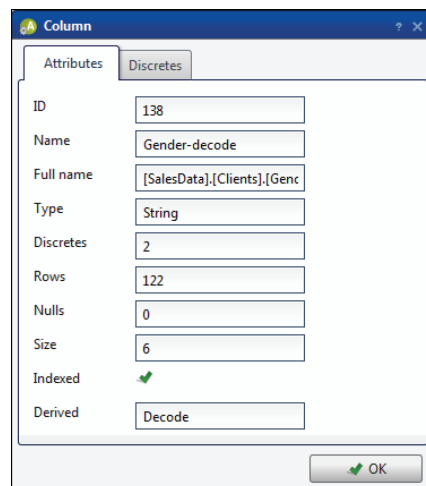 Column
?
Attributes
Discretes
ID
138
Name
Gender-decode
Full name
[SalesData].[Clients].[Genc
Type
String
Discretes
2
Rows
122
Nulls
0
Size
6
Indexed
Derived
Decode
OK